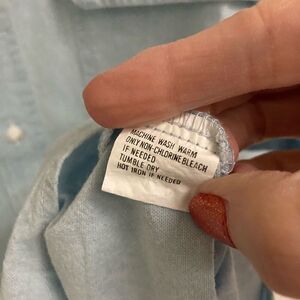 MACHINE WASH WARM
ONLY NON-CHLORINE BLEACH
IF NEEDED
TUMBLE DRY
HOT IRON IF NEEDED